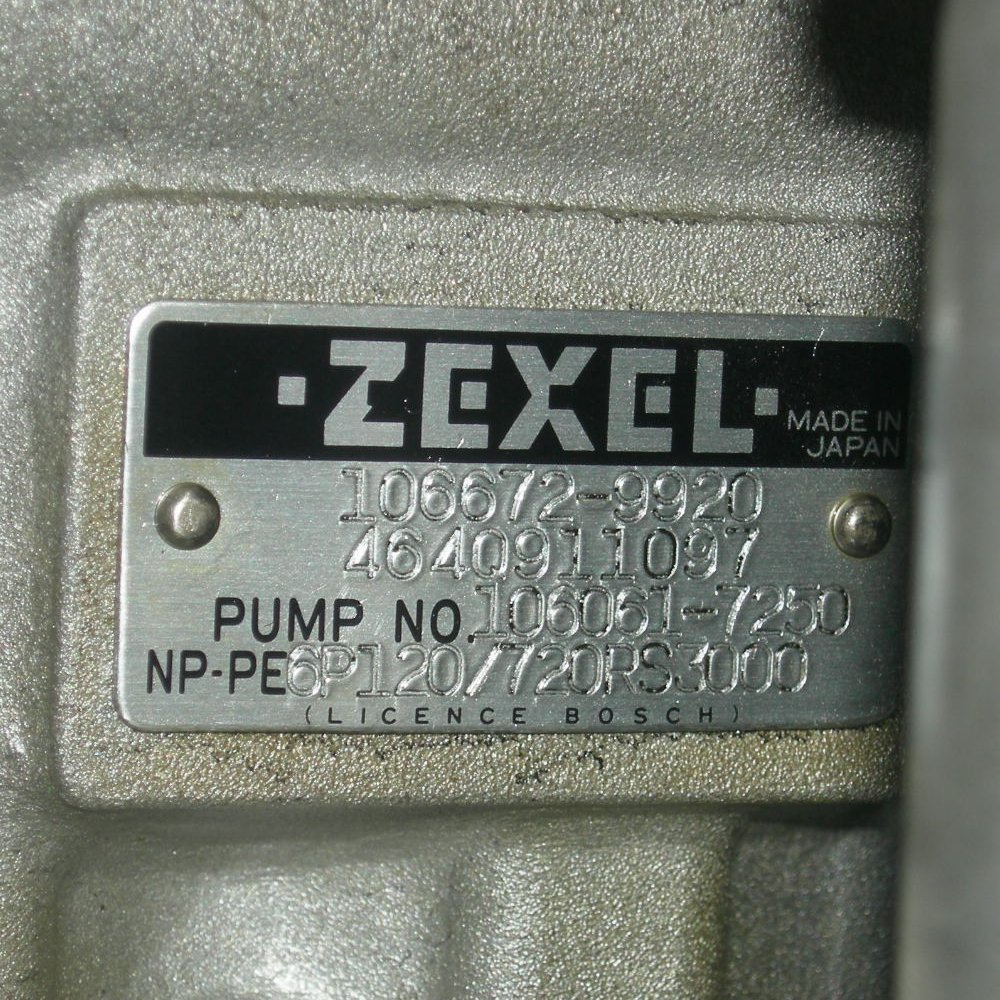 ·ZEXEL·
MADE IN
JAPAN
106672-9920
4640911097
PUMP NO. 106061-7250
NP-PE6P120/720RS3000
(LICENCE BOSCH)